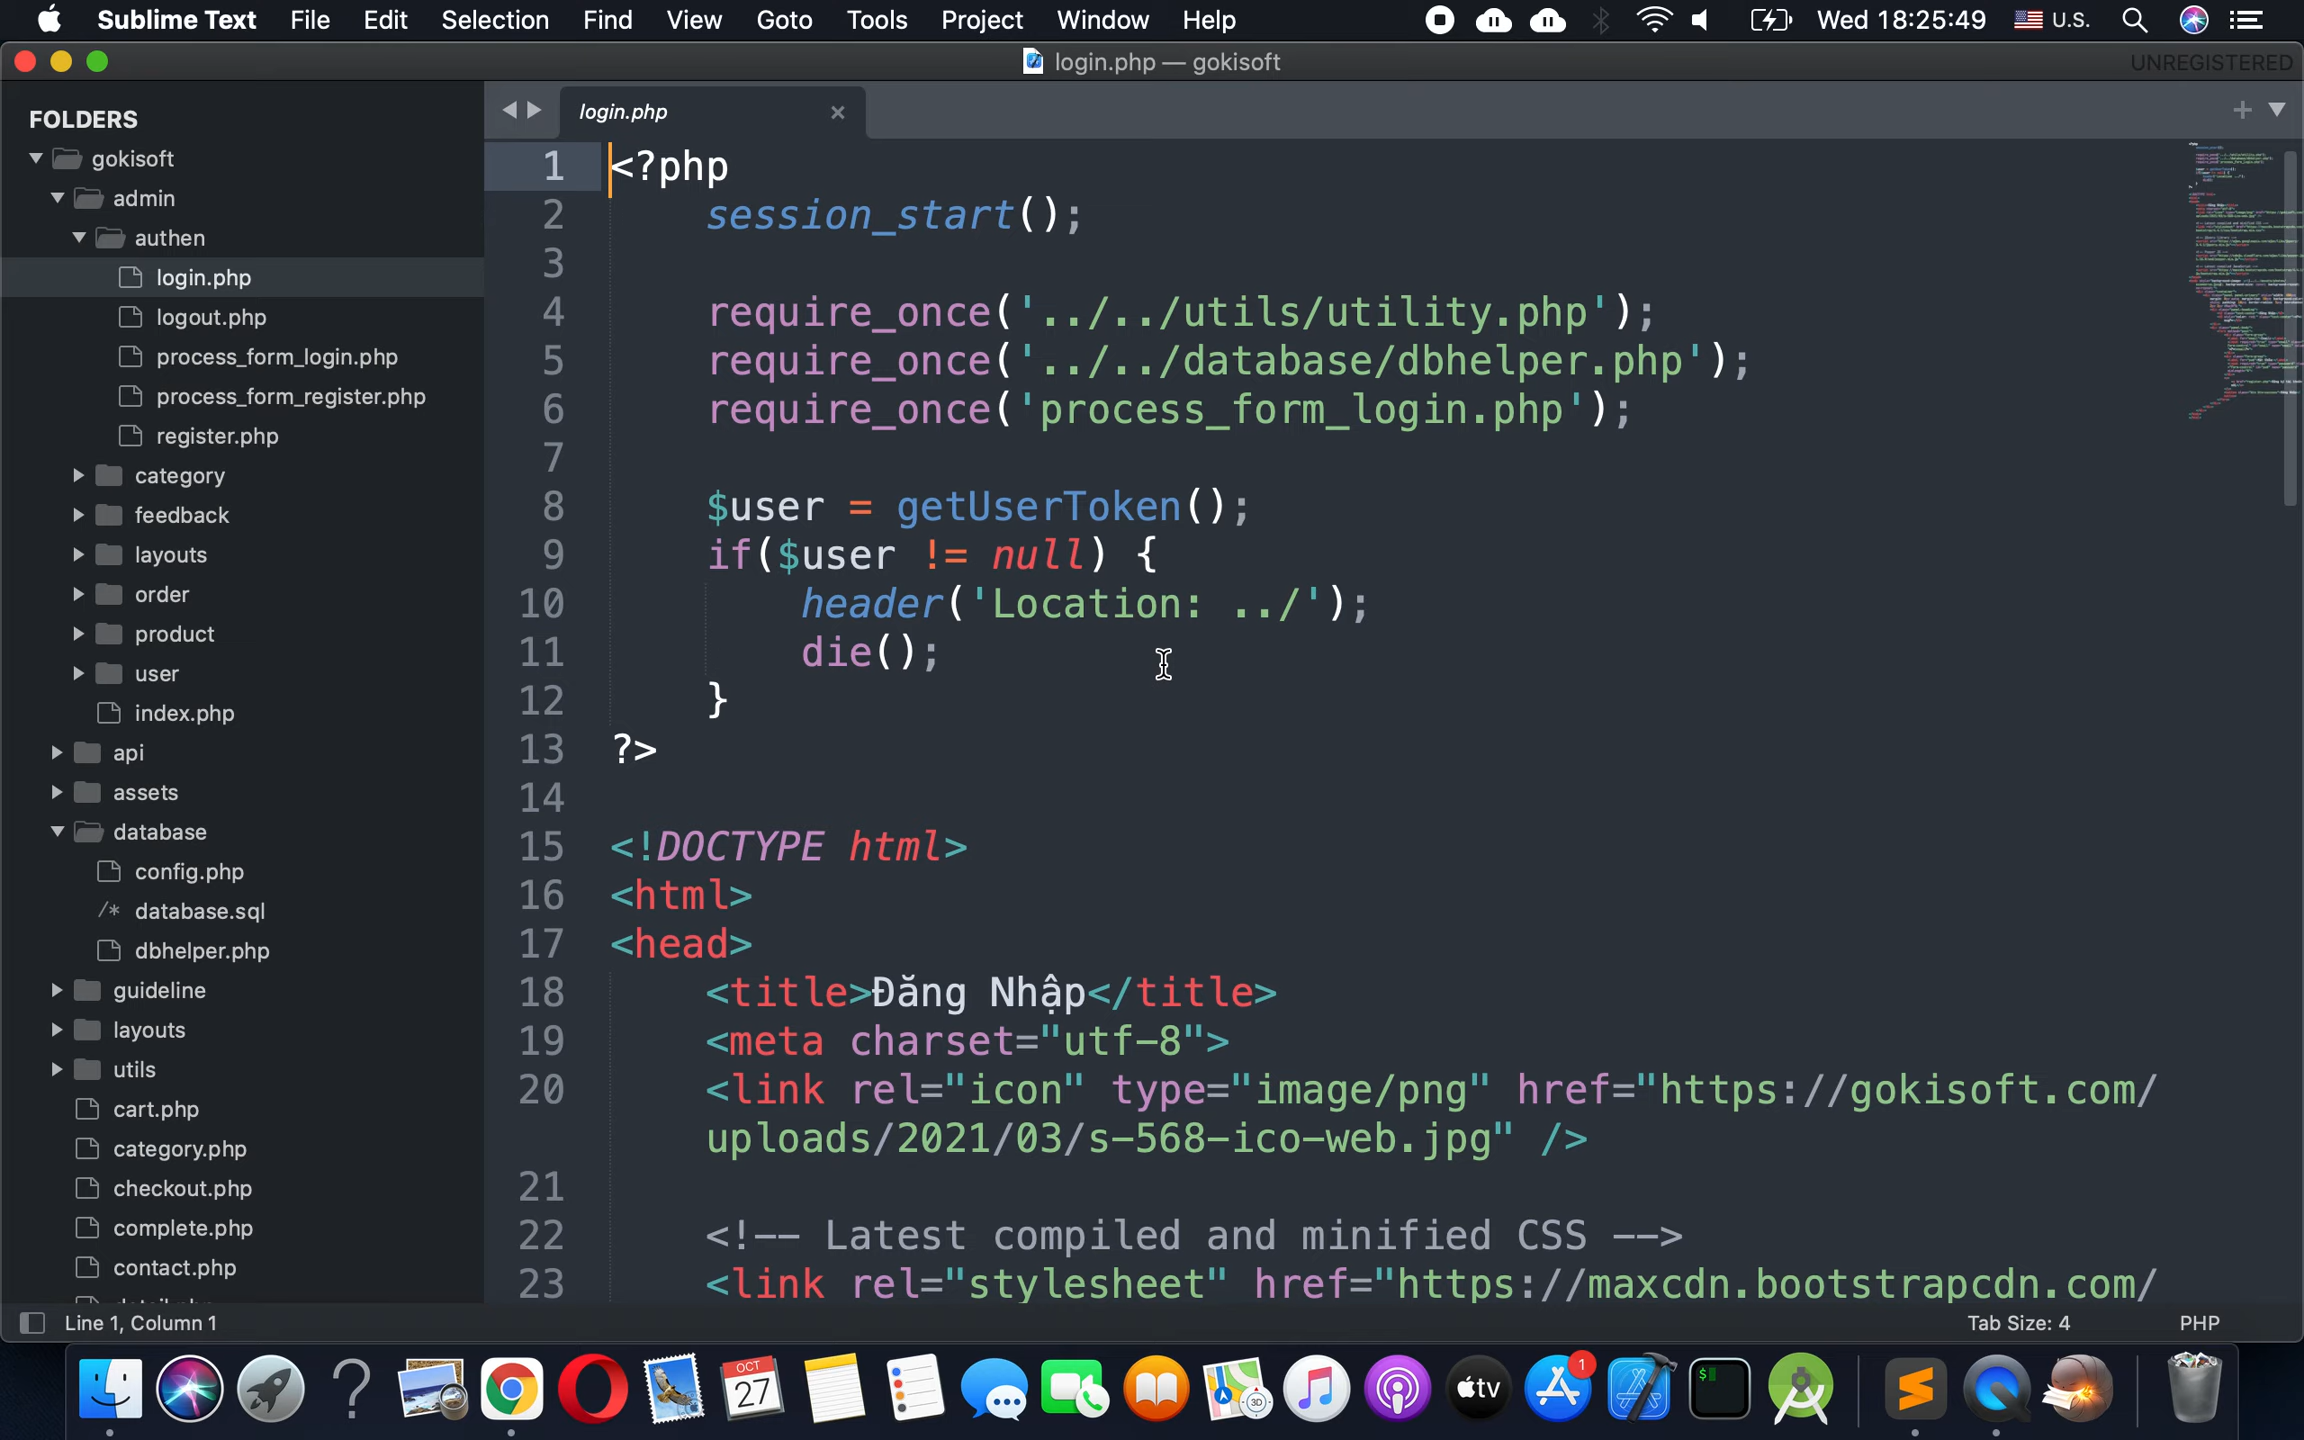 Sublime Text File Edit Selection Find View Goto Tools Project Window Help Wed 18:25:49 U.S.
login.php — gokisoft
UNREGISTERED
FOLDERS
gokisoft
admin
authen
login.php
logout.php
process_form_login.php
process_form_register.php
register.php
category
feedback
layouts
order
product
user
index.php
api
assets
database
config.php
/* database.sql
dbhelper.php
guideline
layouts
utils
cart.php
category.php
checkout.php
complete.php
contact.php
login.php
1 <?php
2 session_start();
3
4 require_once('../../utils/utility.php');
5 require_once('../../database/dbhelper.php');
6 require_once('process_form_login.php');
7
8 $user = getUserToken();
9 if($user != null) {
10 header('Location: ../');
11 die();
12 }
13 ?>
14
15 <!DOCTYPE html>
16 <html>
17 <head>
18 <title>Đăng Nhập</title>
19 <meta charset="utf-8">
20 <link rel="icon" type="image/png" href="https://gokisoft.com/
uploads/2021/03/s-568-ico-web.jpg" />
21
22 <!-- Latest compiled and minified CSS -->
23 <link rel="stylesheet" href="https://maxcdn.bootstrapcdn.com/
Line 1, Column 1
Tab Size: 4
PHP
OCT
27
3D
tv
1
$